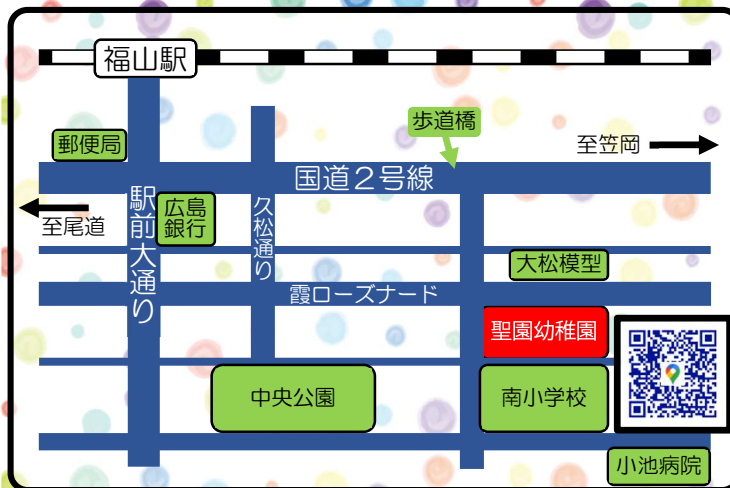 福山駅
歩道橋
郵便局
至笠岡
国道２号線
駅前大通り
広島
銀行
久松通り
至尾道
大松模型
霞ローズナード
聖園幼稚園
中央公園
南小学校
小池病院